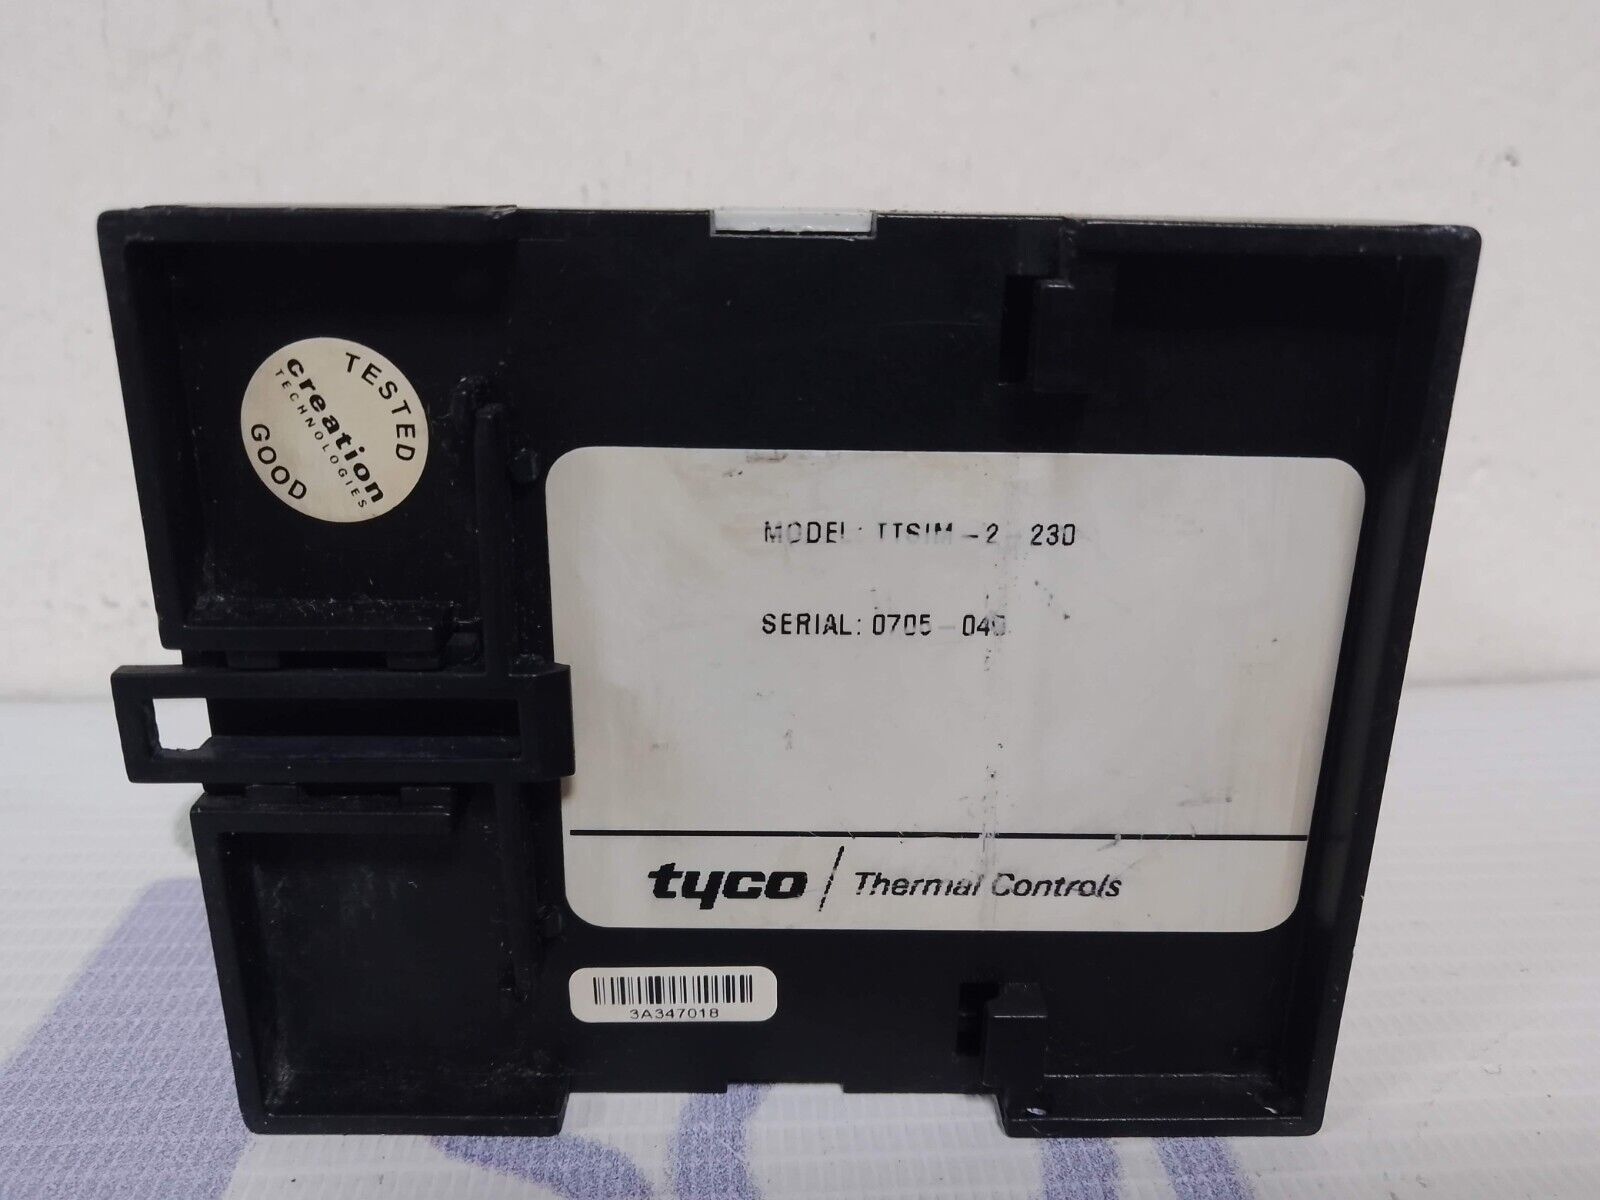 TESTED
creation
TECHNOLOGIES
GOOD
MODEL: TTSIM-2-230
SERIAL: 0705-04
tyco / Thermal Controls
3A347018